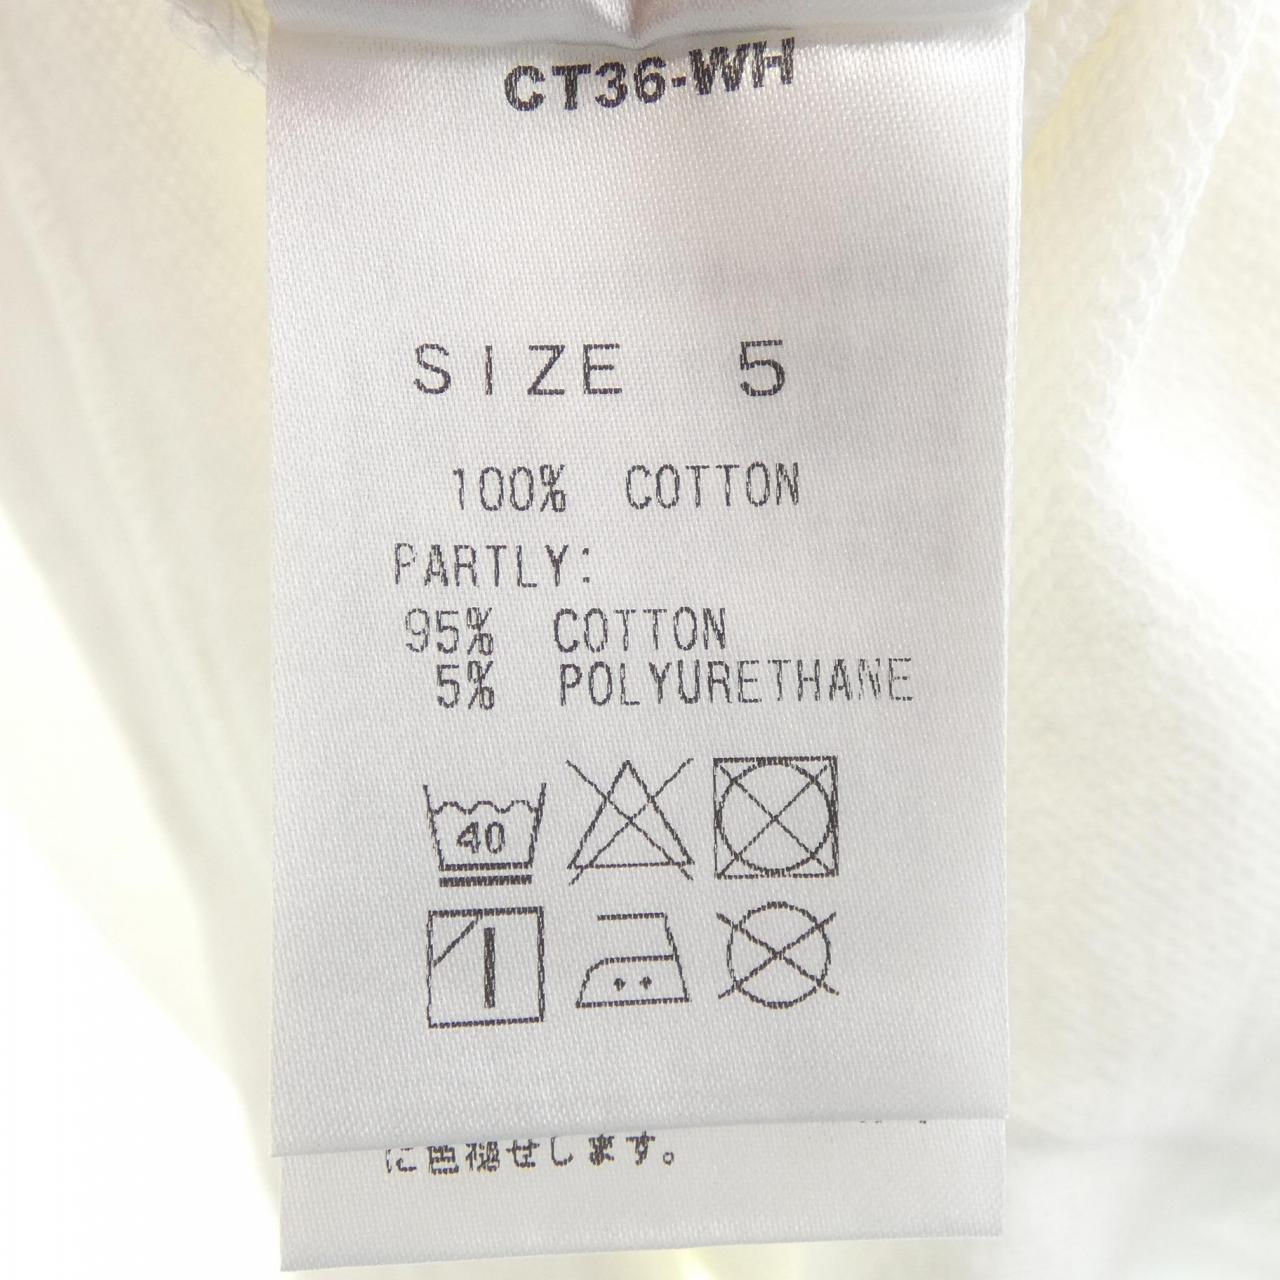 CT36-WH
SIZE 5
100% COTTON
PARTLY:
95% COTTON
5% POLYURETHANE
40
に色褪せします。